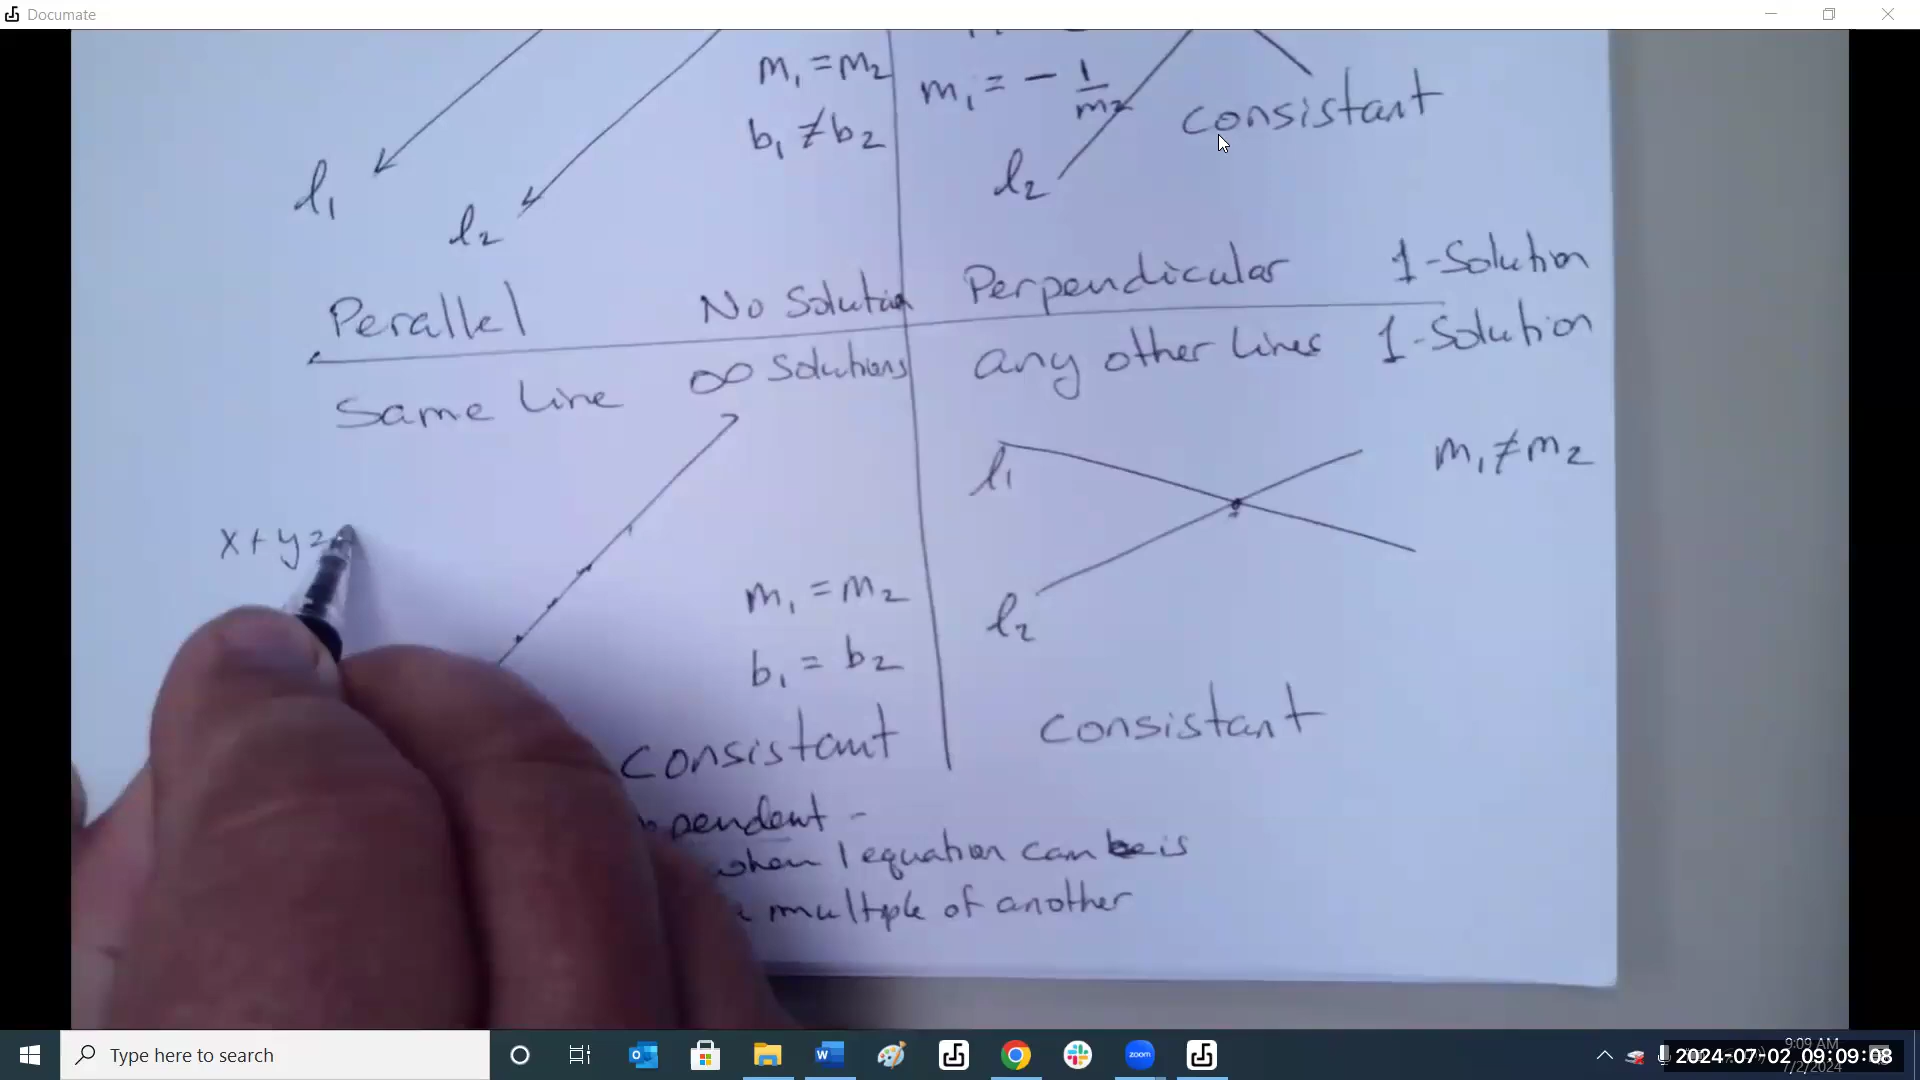 Documate
m₁ = m₂
b₁ ≠ b₂
m₁ = - 1/m₂
consistant
l₁
l₂
l₂
Perallel
No Solution
Perpendicular
1-Solution
Same Line
∞ Solutions
any other Lines
1-Solution
x + y =
l₁
l₂
m₁ ≠ m₂
m₁ = m₂
b₁ = b₂
consistant
consistant
pendent -
when 1 equation can be is
multiple of another
Type here to search
zoom
9:09 AM
7/2/2024
2024-07-02 09:09:08